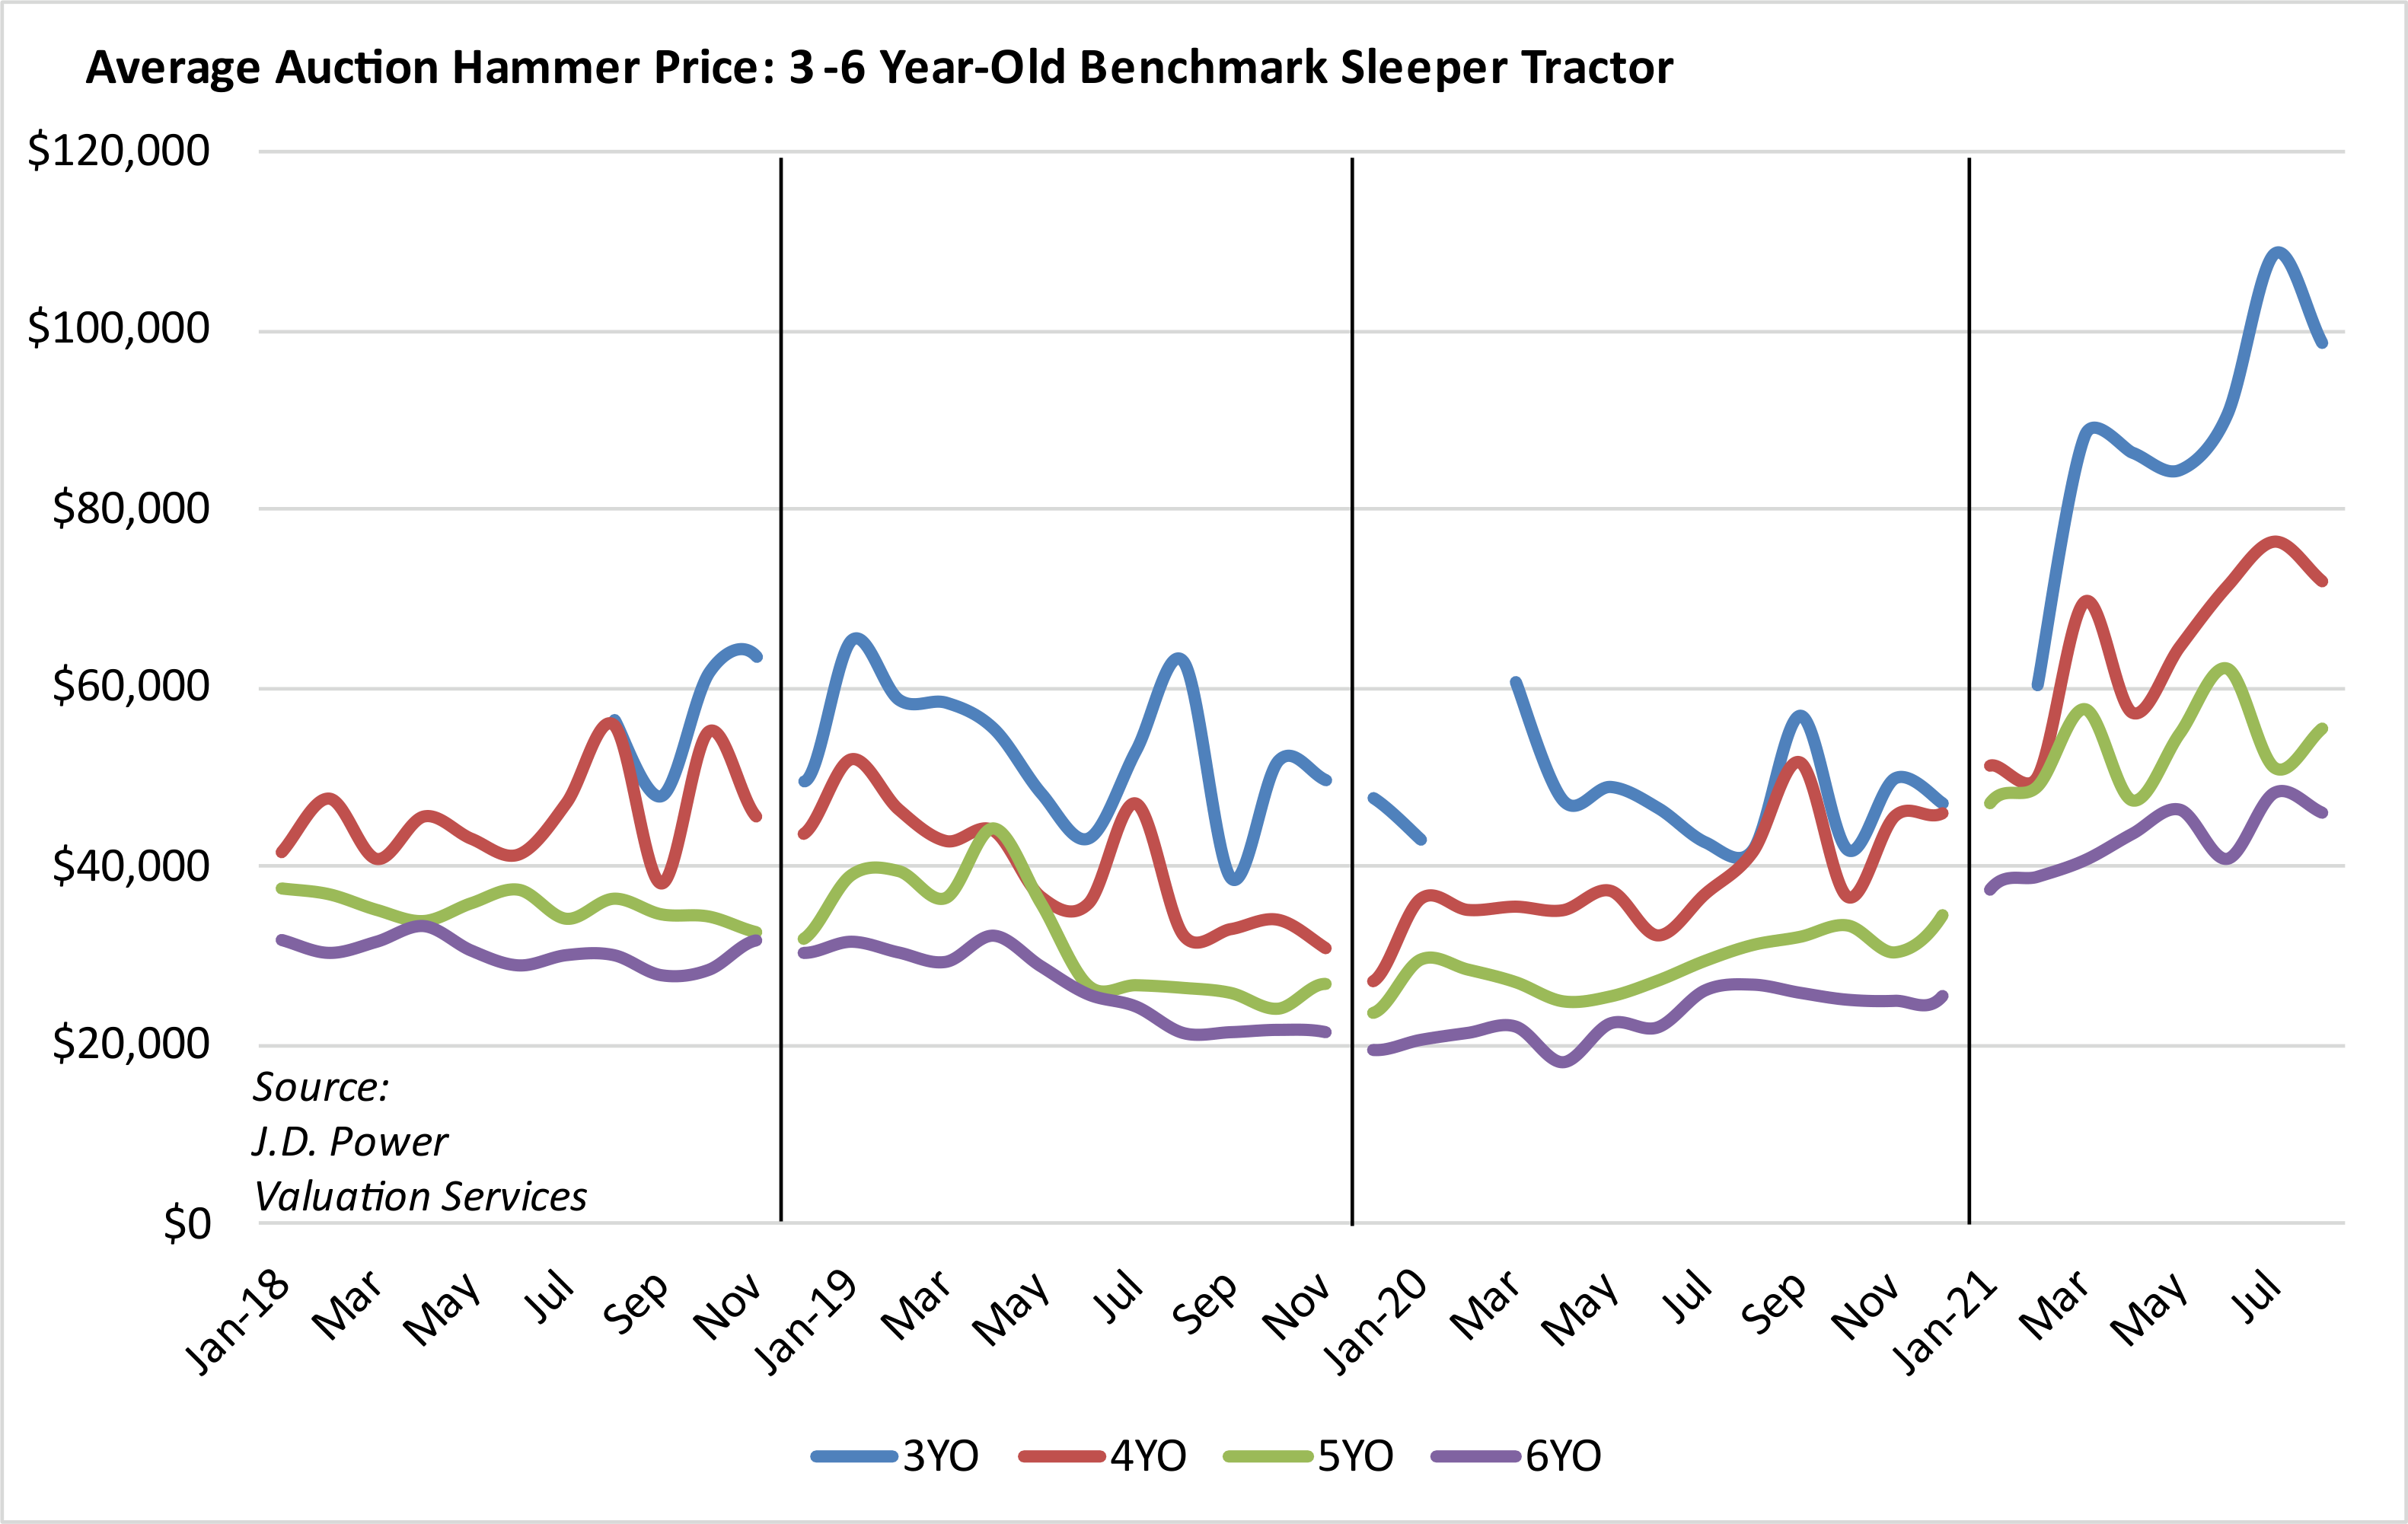 Average Auction Hammer Price: 3 -6 Year-Old Benchmark Sleeper Tractor
$120,000
$100,000
$80,000
$60,000
$40,000
$20,000
$0
Source:
J.D. Power
Valuation Services
Jan-18 Mar May Jul Sep Nov Jan-19 Mar May Jul Sep Nov Jan-20 Mar May Jul Sep Nov Jan-21 Mar May Jul
3YO 4YO 5YO 6YO